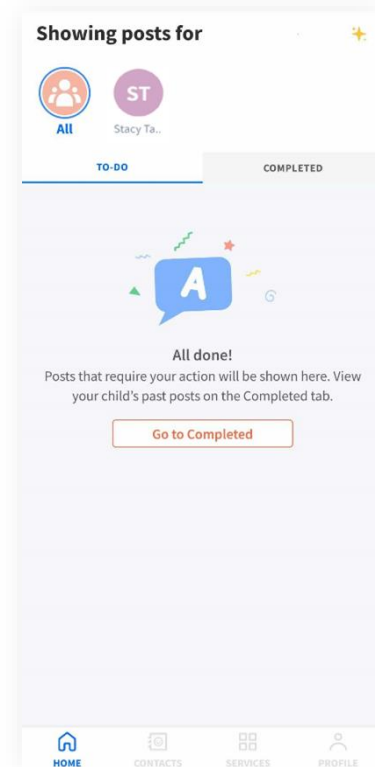 Showing posts for
ST
All
Stacy Ta..
TO-DO
COMPLETED
A
All done!
Posts that require your action will be shown here. View
your child's past posts on the Completed tab.
Go to Completed
HOME
CONTACTS
SERVICES
PROFILE